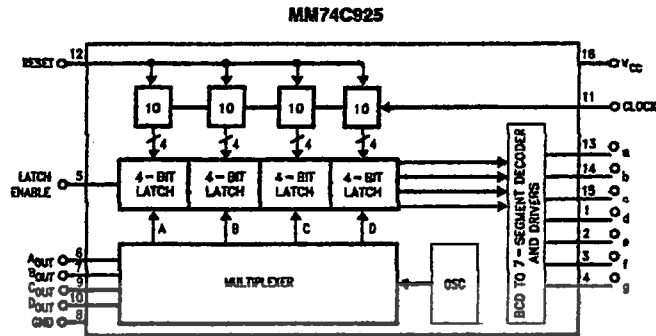 MM74C925
RESET 12
16 VCC
10 10 10 10
11 CLOCK
4 4 4 4
LATCH ENABLE 5
4-BIT LATCH 4-BIT LATCH 4-BIT LATCH 4-BIT LATCH
A B C D
MULTIPLEXER
OSC
BCD TO 7-SEGMENT DECODER AND DRIVERS
13 a
14 b
15 c
1 d
2 e
3 f
4 g
AOUT 6
BOUT 7
COUT 9
DOUT 10
GND 8